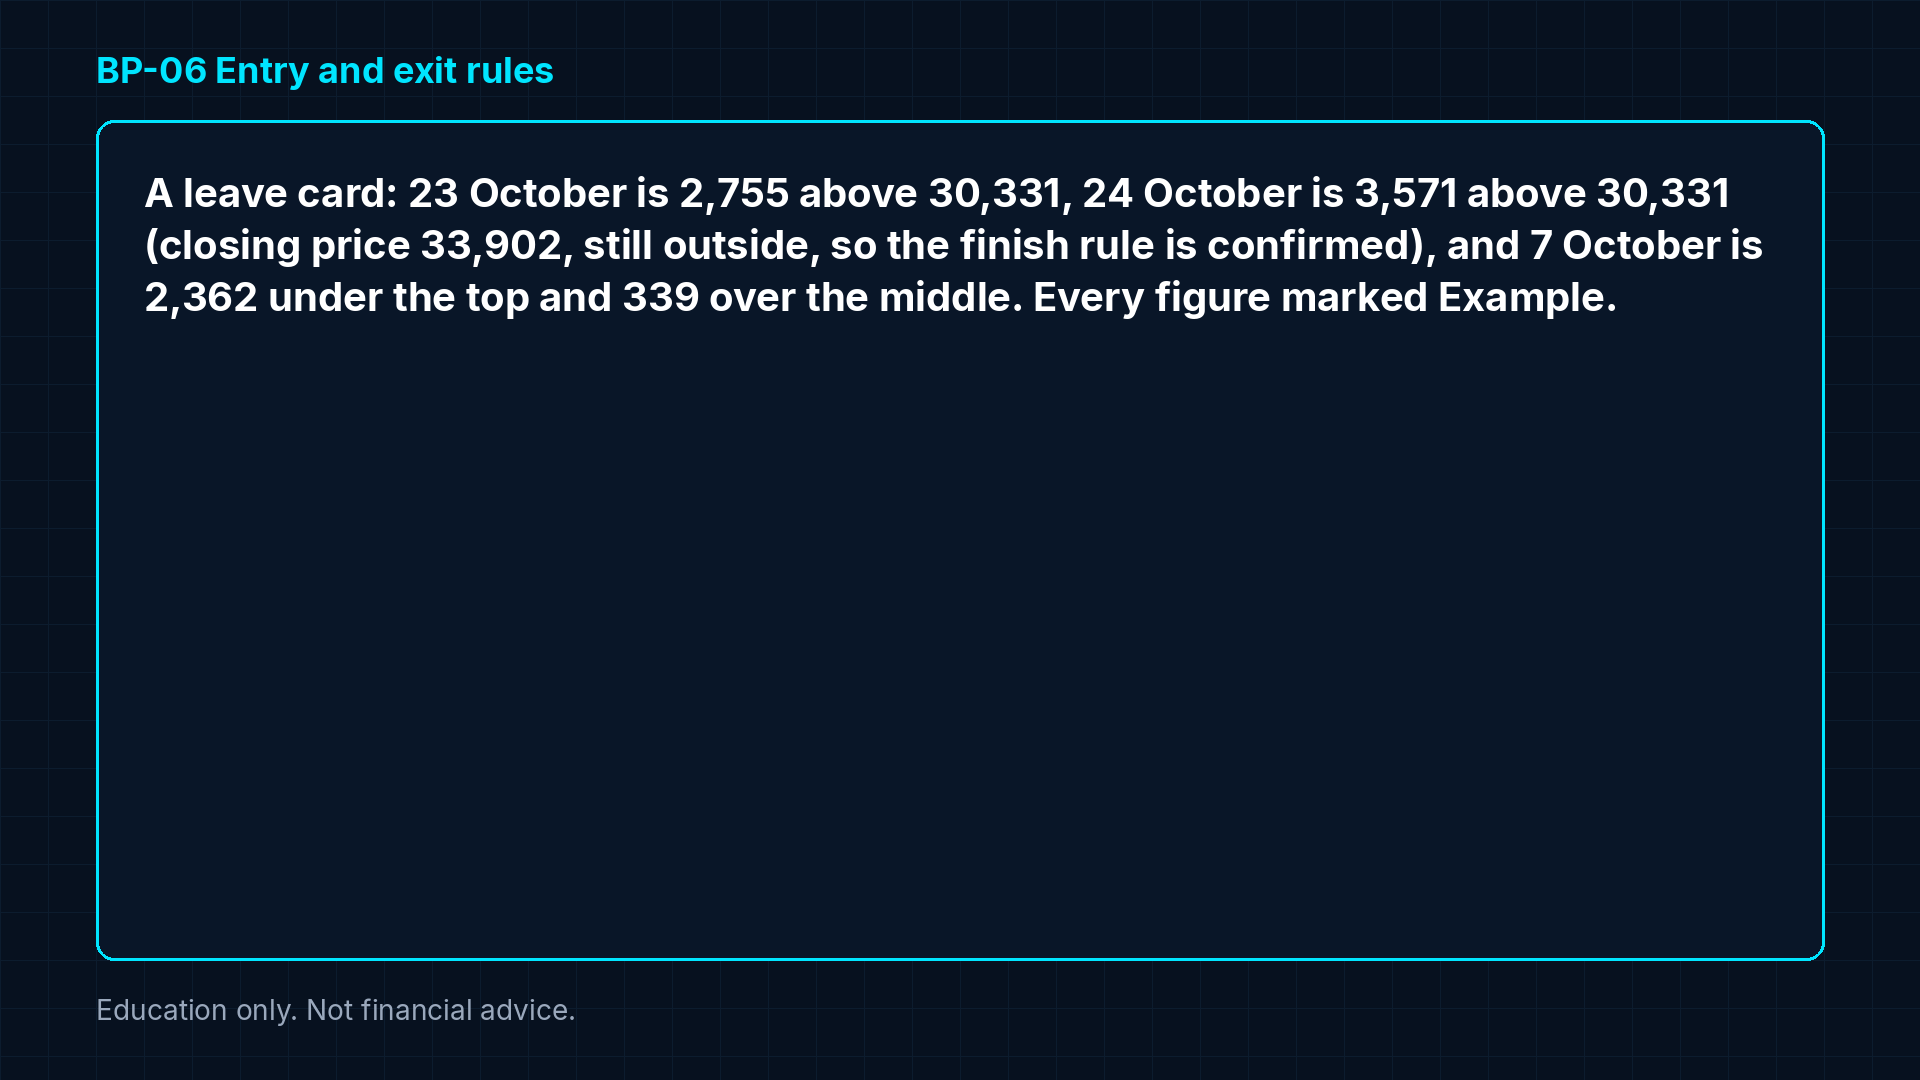 BP-06 Entry and exit rules
A leave card: 23 October is 2,755 above 30,331, 24 October is 3,571 above 30,331
(closing price 33,902, still outside, so the finish rule is confirmed), and 7 October is
2,362 under the top and 339 over the middle. Every figure marked Example.
Education only. Not financial advice.